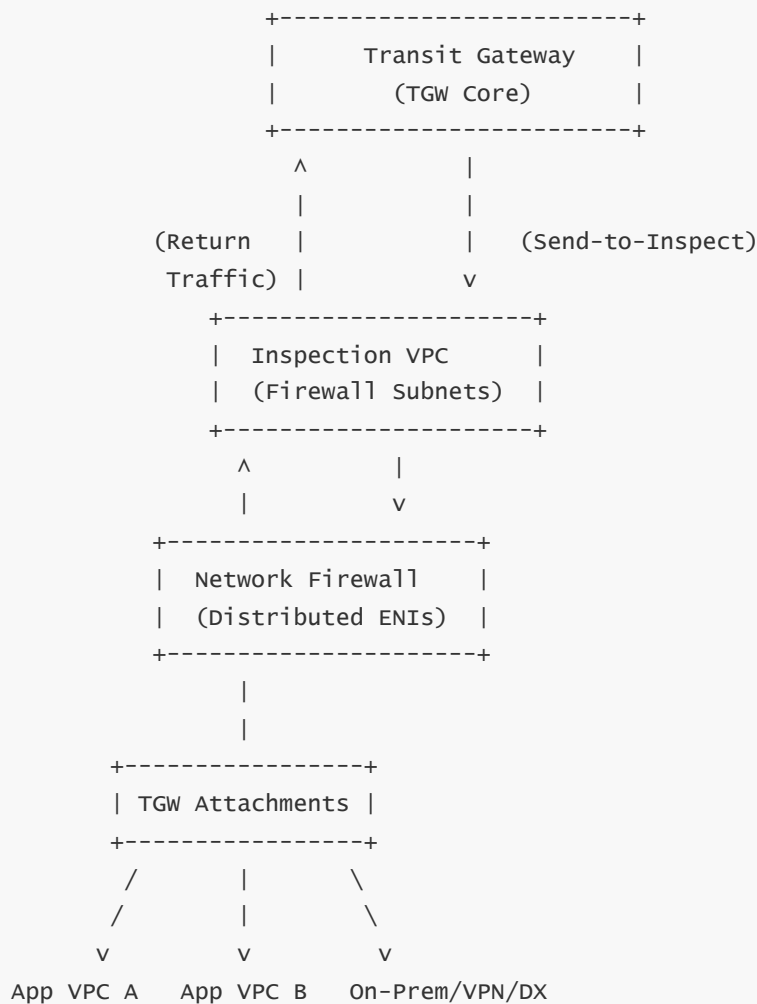 Transit Gateway
(TGW Core)
(Return (Send-to-Inspect)
Traffic)
Inspection VPC
(Firewall Subnets)
Network Firewall
(Distributed ENIs)
TGW Attachments
App VPC A App VPC B On-Prem/VPN/DX